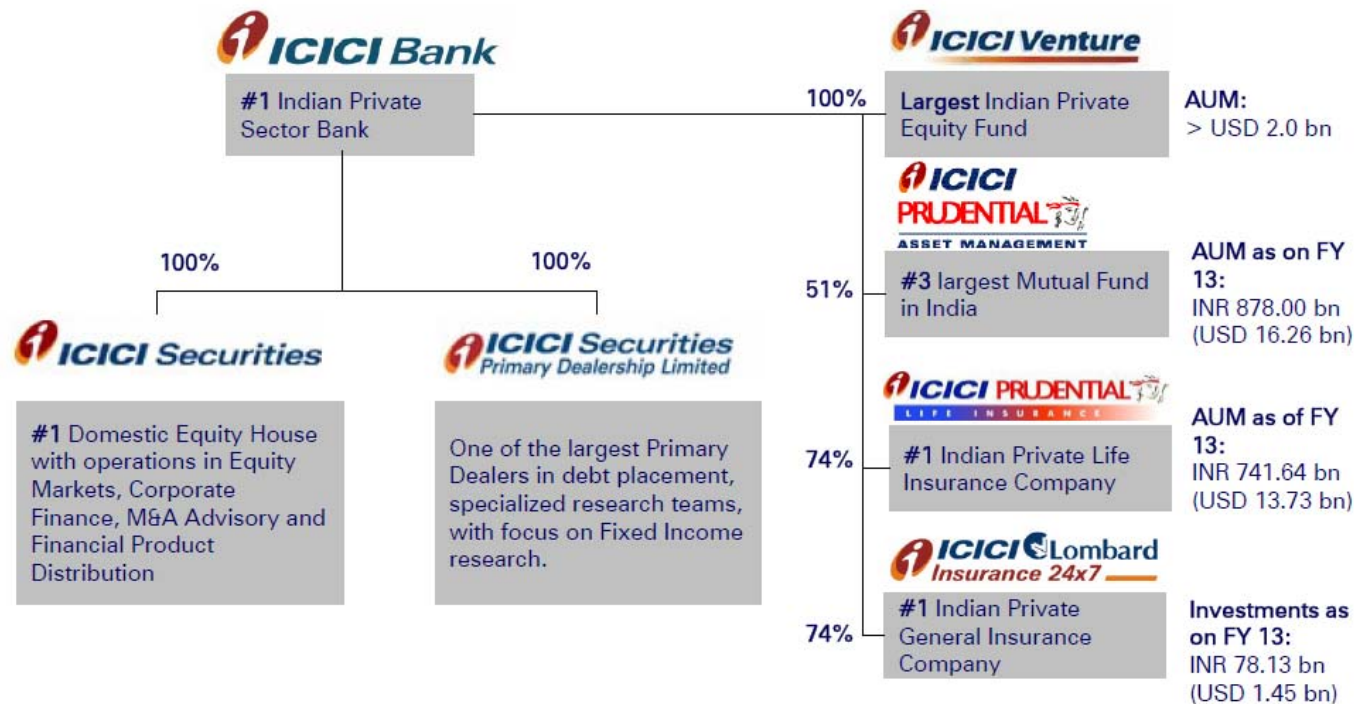 ICICI Bank
#1 Indian Private
Sector Bank
100%
100%
ICICI Securities
#1 Domestic Equity House
with operations in Equity
Markets, Corporate
Finance, M&A Advisory and
Financial Product
Distribution
ICICI Securities
Primary Dealership Limited
One of the largest Primary
Dealers in debt placement,
specialized research teams,
with focus on Fixed Income
research.
ICICI Venture
100%
Largest Indian Private
Equity Fund
AUM:
> USD 2.0 bn
ICICI
PRUDENTIAL
ASSET MANAGEMENT
51%
#3 largest Mutual Fund
in India
AUM as on FY
13:
INR 878.00 bn
(USD 16.26 bn)
ICICI PRUDENTIAL
LIFE INSURANCE
74%
#1 Indian Private Life
Insurance Company
AUM as of FY
13:
INR 741.64 bn
(USD 13.73 bn)
ICICI Lombard
Insurance 24x7
74%
#1 Indian Private
General Insurance
Company
Investments as
on FY 13:
INR 78.13 bn
(USD 1.45 bn)